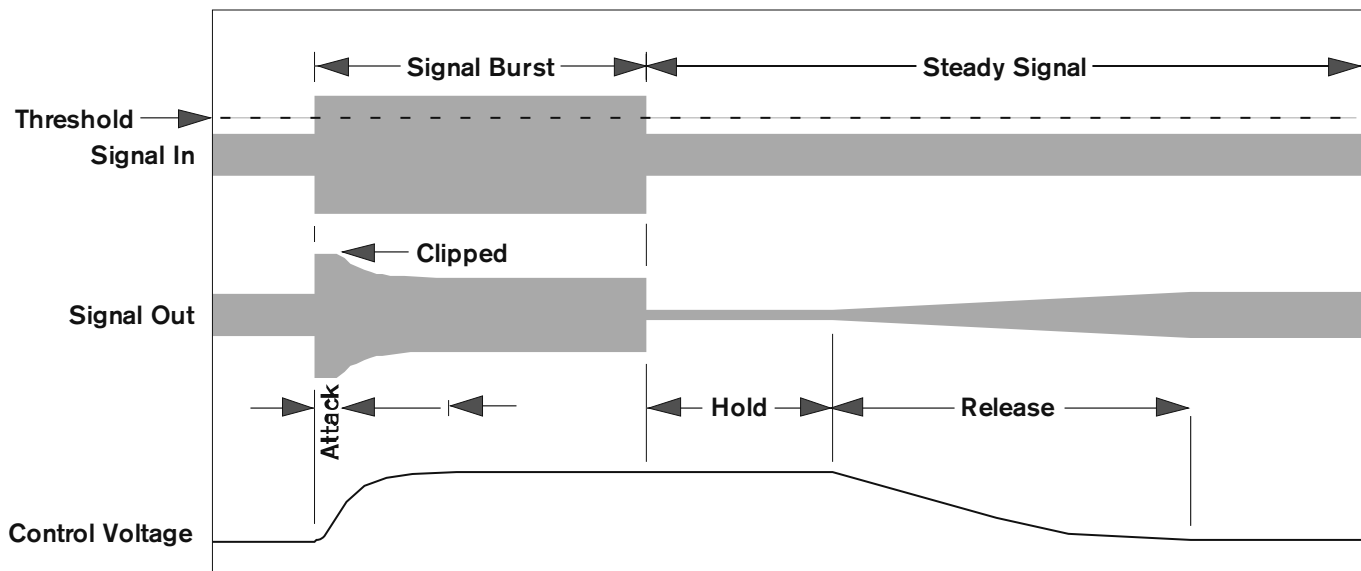 Signal Burst
Steady Signal
Threshold
Signal In
Clipped
Signal Out
Attack
Hold
Release
Control Voltage